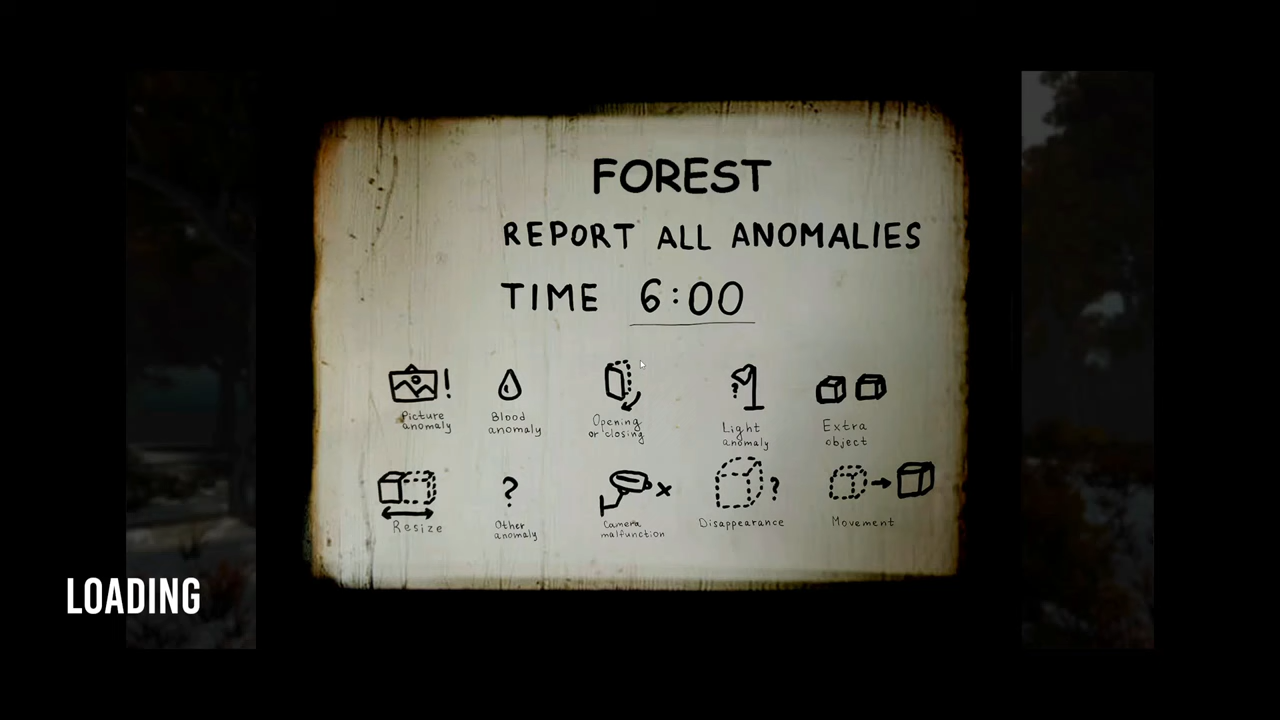 FOREST
REPORT ALL ANOMALIES
TIME 6:00
Picture
anomaly
Blood
anomaly
Opening
or closing
Light
anomaly
Extra
object
Resize
Other
anomaly
Camera
malfunction
Disappearance
Movement
LOADING